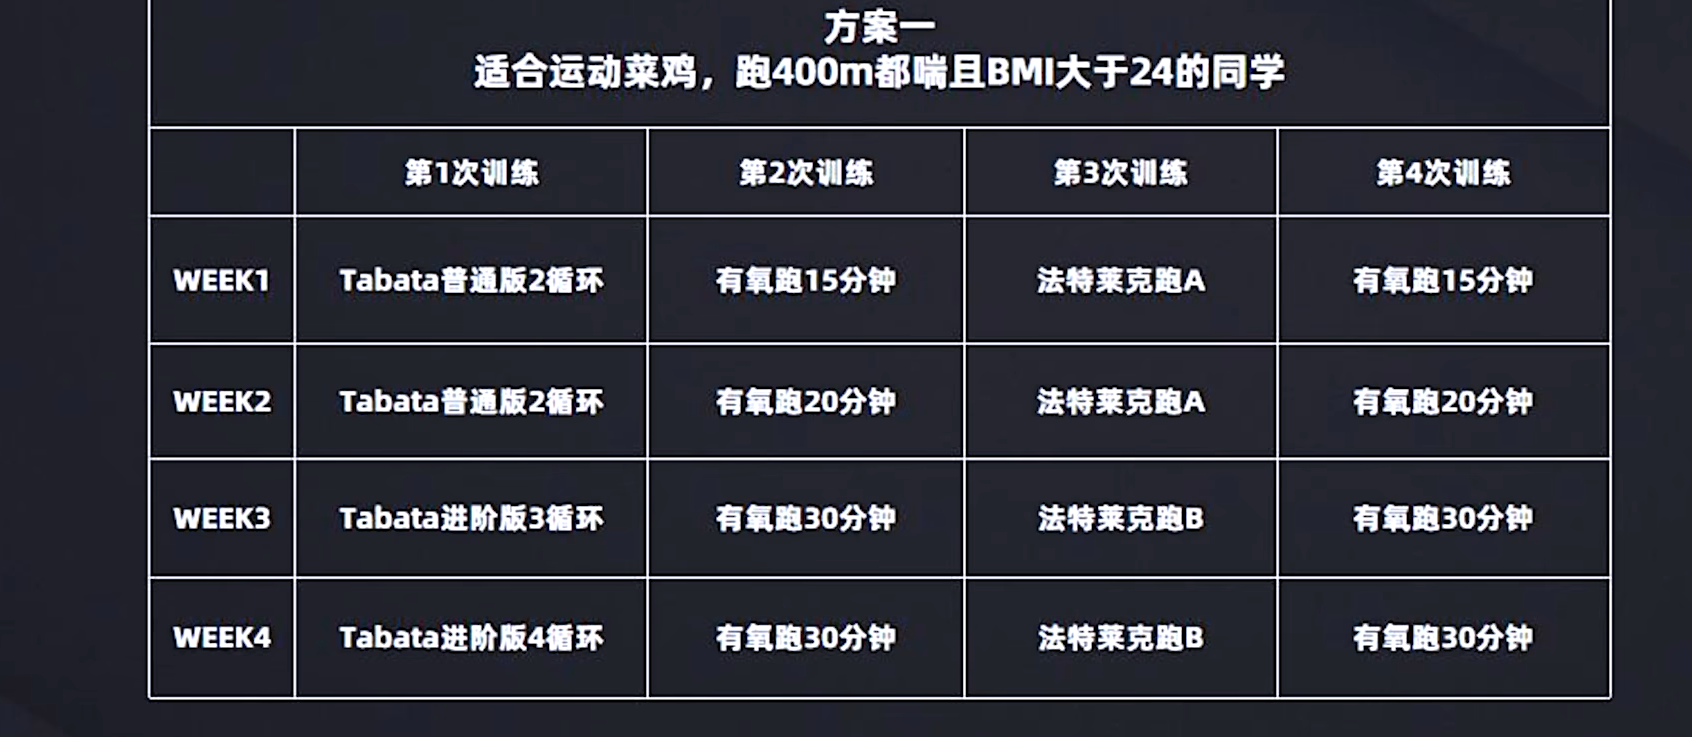 方案一
适合运动菜鸡，跑400m都喘且BMI大于24的同学
第1次训练 第2次训练 第3次训练 第4次训练
WEEK1 Tabata普通版2循环 有氧跑15分钟 法特莱克跑A 有氧跑15分钟
WEEK2 Tabata普通版2循环 有氧跑20分钟 法特莱克跑A 有氧跑20分钟
WEEK3 Tabata进阶版3循环 有氧跑30分钟 法特莱克跑B 有氧跑30分钟
WEEK4 Tabata进阶版4循环 有氧跑30分钟 法特莱克跑B 有氧跑30分钟